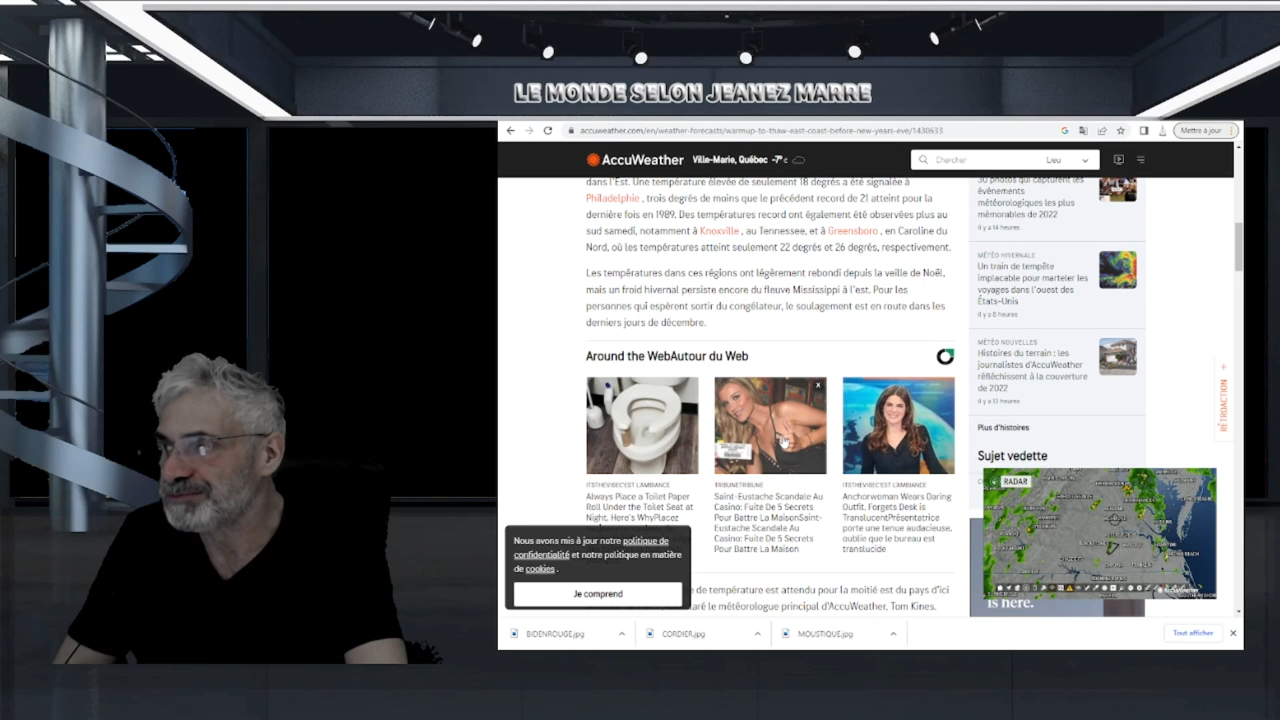 LE MONDE SELON JEANEZ MARRE
accuweather.com/en/weather-forecasts/warmup-to-thaw-east-coast-before-new-years-eve/1430633
Mettre à jour
AccuWeather
Ville-Marie, Québec -7° c
Chercher
Lieu
dans l'Est. Une température élevée de seulement 18 degrés a été signalée à
Philadelphie , trois degrés de moins que le précédent record de 21 atteint pour la
dernière fois en 1989. Des températures record ont également été observées plus au
sud samedi, notamment à Knoxville , au Tennessee, et à Greensboro , en Caroline du
Nord, où les températures atteint seulement 22 degrés et 26 degrés, respectivement.
Les températures dans ces régions ont légèrement rebondi depuis la veille de Noël,
mais un froid hivernal persiste encore du fleuve Mississippi à l'est. Pour les
personnes qui espèrent sortir du congélateur, le soulagement est en route dans les
derniers jours de décembre.
Around the WebAutour du Web
X
ITSTHEVIBEC'EST L'AMBIANCE
Always Place a Toilet Paper
Roll Under the Toilet Seat at
Night, Here's WhyPlacez
TRIBUNETRIBUNE
Saint-Eustache Scandale Au
Casino: Fuite De 5 Secrets
Pour Battre La MaisonSaint-
Eustache Scandale Au
Casino: Fuite De 5 Secrets
Pour Battre La Maison
ITSTHEVIBEC'EST L'AMBIANCE
Anchorwoman Wears Daring
Outfit, Forgets Desk is
TranslucentPrésentatrice
porte une tenue audacieuse,
oublie que le bureau est
translucide
de température est attendu pour la moitié est du pays d'ici
aré le météorologue principal d'AccuWeather, Tom Kines.
30 photos qui capturent les
événements
météorologiques les plus
mémorables de 2022
il y a 14 heures
MÉTÉO HIVERNALE
Un train de tempête
implacable pour marteler les
voyages dans l'ouest des
États-Unis
il y a 8 heures
MÉTÉO NOUVELLES
Histoires du terrain : les
journalistes d'AccuWeather
réfléchissent à la couverture
de 2022
il y a 13 heures
Plus d'histoires
Sujet vedette
RADAR
is here.
RÉTROACTION
Nous avons mis à jour notre politique de
confidentialité et notre politique en matière
de cookies .
Je comprend
BIDENROUGE.jpg
CORDIER.jpg
MOUSTIQUE.jpg
Tout afficher